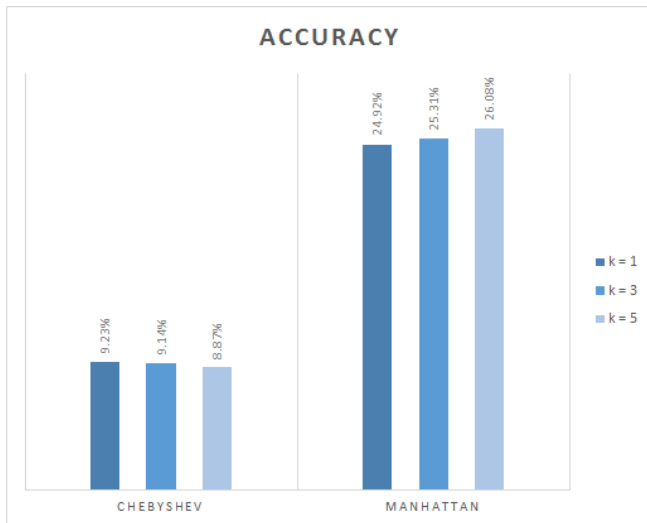 ACCURACY
9.23%
9.14%
8.87%
24.92%
25.31%
26.08%
CHEBYSHEV
MANHATTAN
k = 1
k = 3
k = 5